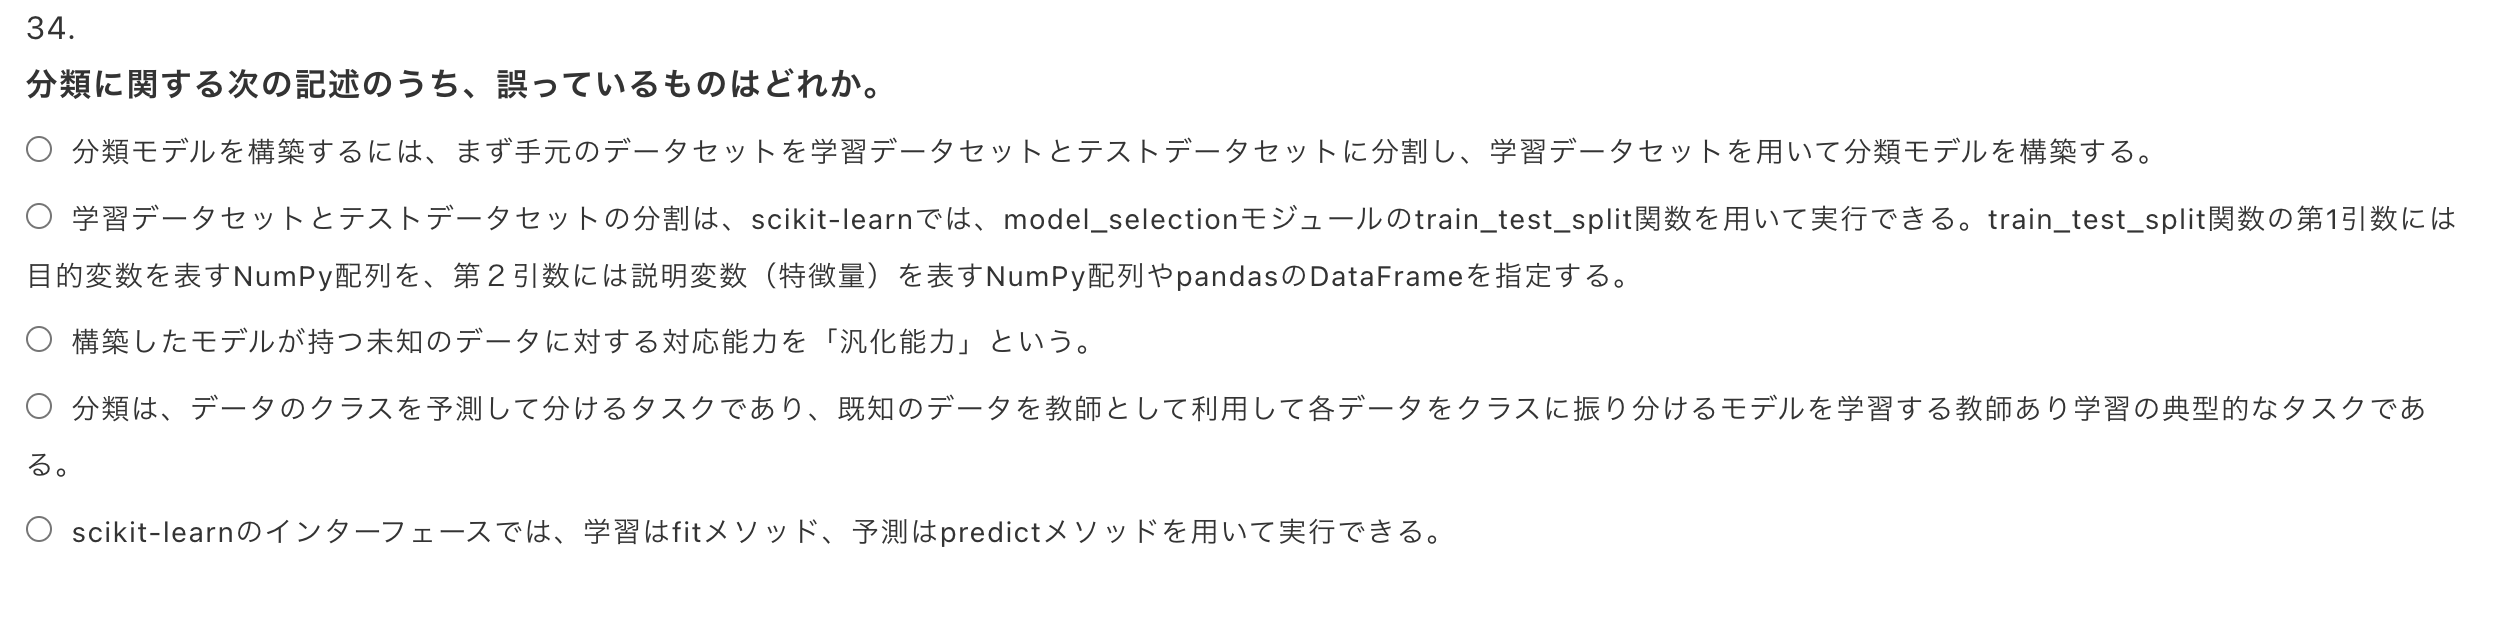 34.
分類に関する次の記述のうち、誤っているものはどれか。
分類モデルを構築するには、まず手元のデータセットを学習データセットとテストデータセットに分割し、学習データセットを用いて分類モデルを構築する。
学習データセットとテストデータセットの分割は、scikit-learnでは、model_selectionモジュールのtrain_test_split関数を用いて実行できる。train_test_split関数の第1引数には
目的変数を表すNumPy配列を、第２引数には説明変数（特徴量）を表すNumPy配列やpandasのDataFrameを指定する。
構築したモデルが持つ未知のデータに対する対応能力を「汎化能力」という。
分類は、データのクラスを予測して分けるタスクであり、既知のデータを教師として利用して各データをクラスに振り分けるモデルを学習する教師あり学習の典型的なタスクであ
る。
scikit-learnのインターフェースでは、学習はfitメソッド、予測はpredictメソッドを用いて実行できる。